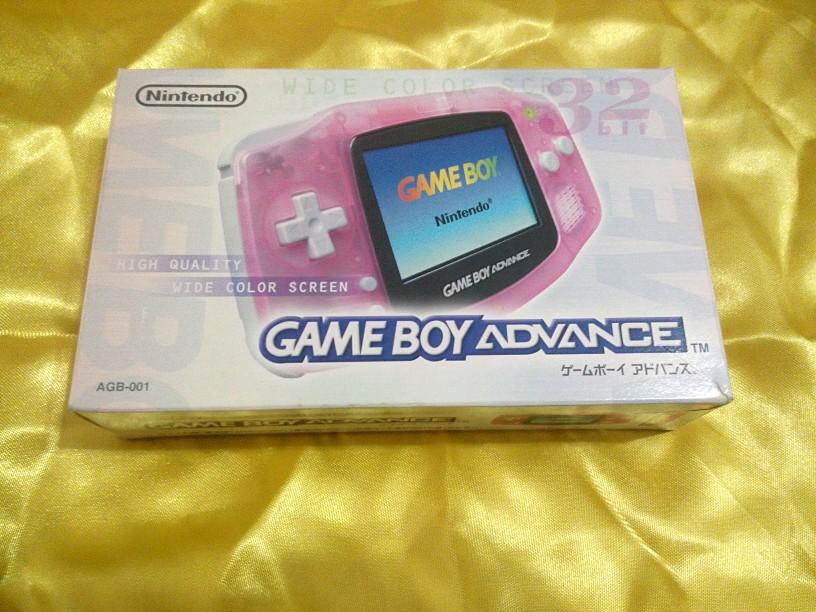 Nintendo®
WIDE COLOR SCREEN
32
bit
GAME BOY
Nintendo®
GAME BOY ADVANCE
HIGH QUALITY
WIDE COLOR SCREEN
GAME BOY ADVANCE™
ゲームボーイ アドバンス
AGB-001
GAME BOY ADVANCE